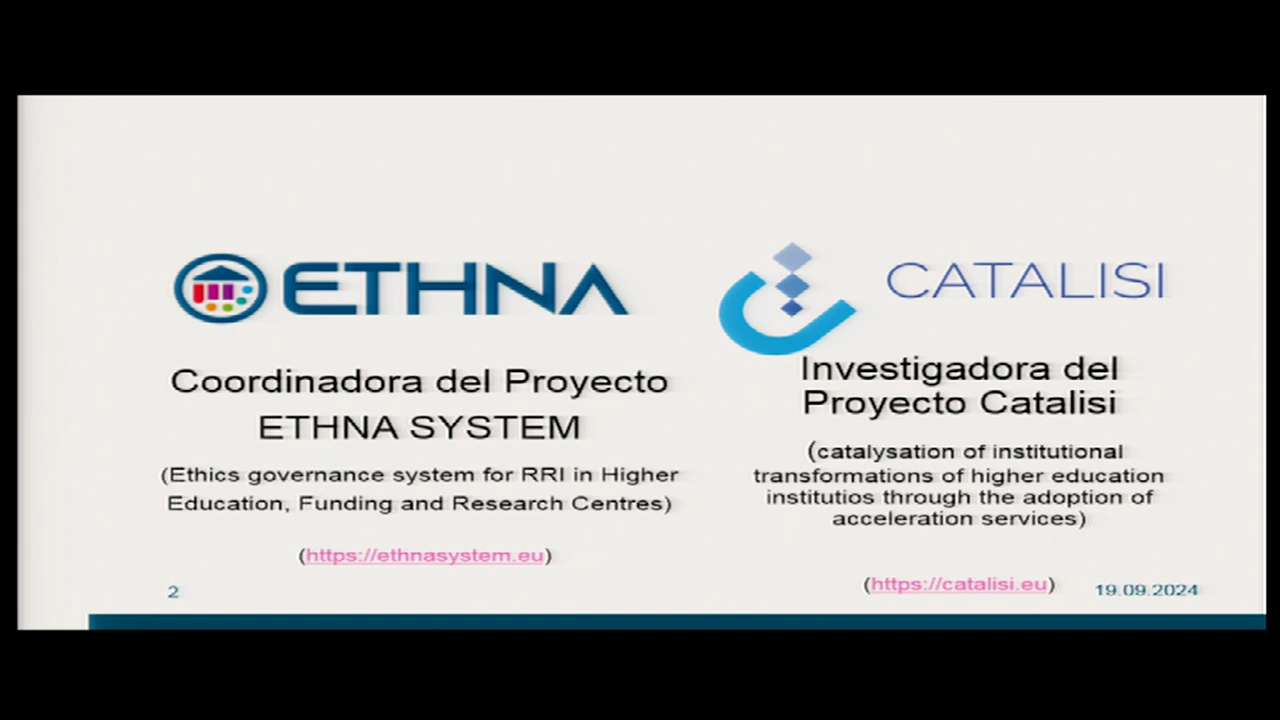 ETHNA
Coordinadora del Proyecto
ETHNA SYSTEM
(Ethics governance system for RRI in Higher
Education, Funding and Research Centres)
(https://ethnasystem.eu)
2
CATALISI
Investigadora del
Proyecto Catalisi
(catalysation of institutional
transformations of higher education
institutios through the adoption of
acceleration services)
(https://catalisi.eu)
19.09.2024